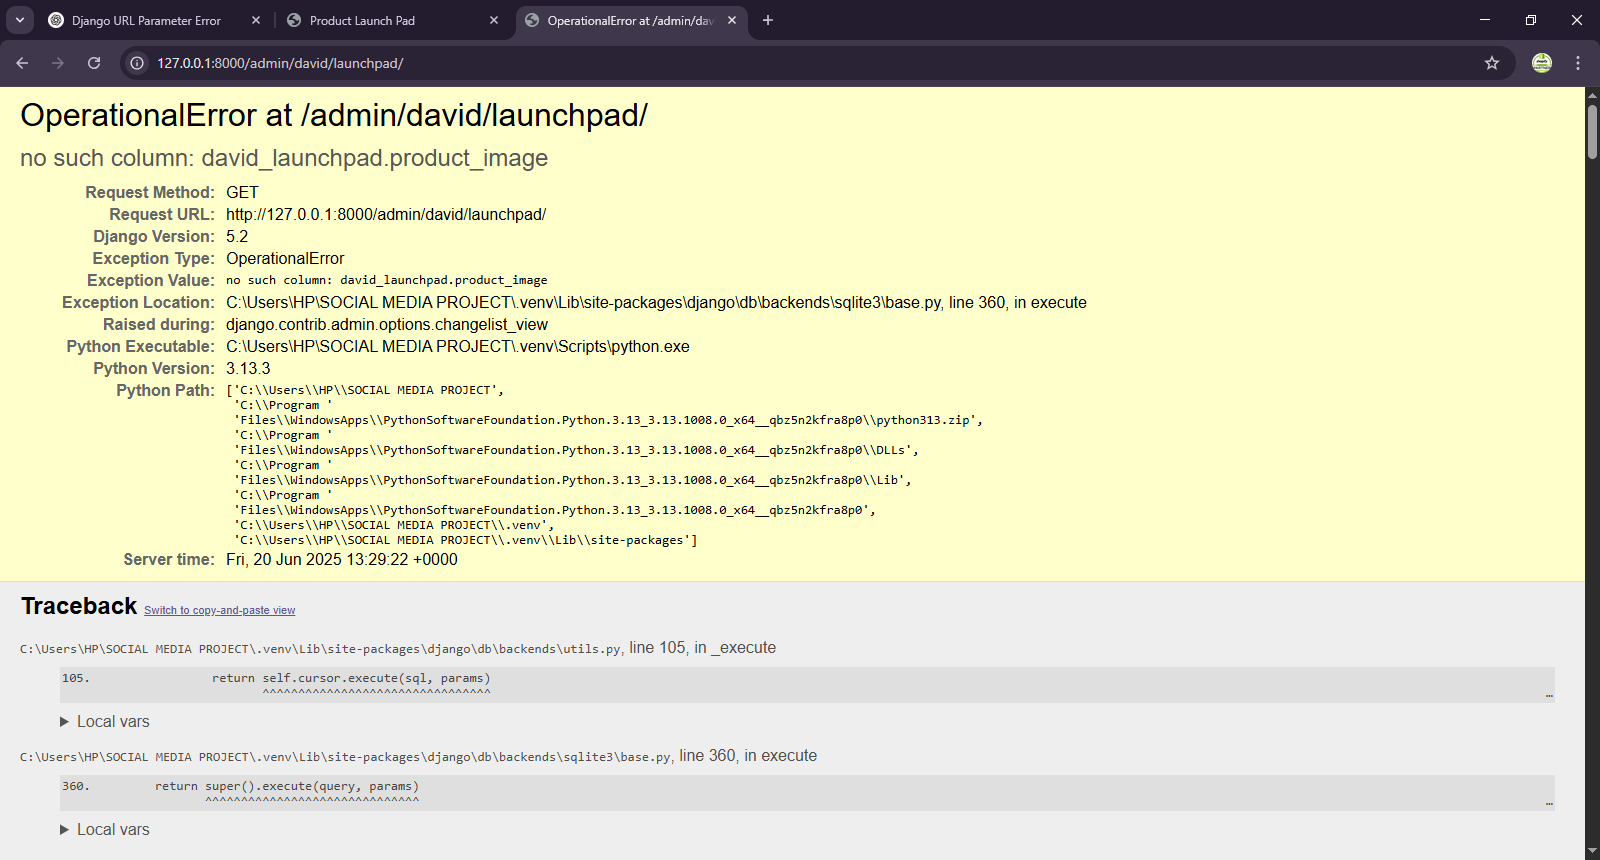 Django URL Parameter Error
Product Launch Pad
OperationalError at /admin/dav
127.0.0.1:8000/admin/david/launchpad/
OperationalError at /admin/david/launchpad/
no such column: david_launchpad.product_image
Request Method: GET
Request URL: http://127.0.0.1:8000/admin/david/launchpad/
Django Version: 5.2
Exception Type: OperationalError
Exception Value: no such column: david_launchpad.product_image
Exception Location: C:\Users\HP\SOCIAL MEDIA PROJECT\.venv\Lib\site-packages\django\db\backends\sqlite3\base.py, line 360, in execute
Raised during: django.contrib.admin.options.changelist_view
Python Executable: C:\Users\HP\SOCIAL MEDIA PROJECT\.venv\Scripts\python.exe
Python Version: 3.13.3
Python Path: ['C:\\Users\\HP\\SOCIAL MEDIA PROJECT',
'C:\\Program '
'Files\\WindowsApps\\PythonSoftwareFoundation.Python.3.13_3.13.1008.0_x64__qbz5n2kfra8p0\\python313.zip',
'C:\\Program '
'Files\\WindowsApps\\PythonSoftwareFoundation.Python.3.13_3.13.1008.0_x64__qbz5n2kfra8p0\\DLLs',
'C:\\Program '
'Files\\WindowsApps\\PythonSoftwareFoundation.Python.3.13_3.13.1008.0_x64__qbz5n2kfra8p0\\Lib',
'C:\\Program '
'Files\\WindowsApps\\PythonSoftwareFoundation.Python.3.13_3.13.1008.0_x64__qbz5n2kfra8p0',
'C:\\Users\\HP\\SOCIAL MEDIA PROJECT\\.venv',
'C:\\Users\\HP\\SOCIAL MEDIA PROJECT\\.venv\\Lib\\site-packages']
Server time: Fri, 20 Jun 2025 13:29:22 +0000
Traceback Switch to copy-and-paste view
C:\Users\HP\SOCIAL MEDIA PROJECT\.venv\Lib\site-packages\django\db\backends\utils.py, line 105, in _execute
105. return self.cursor.execute(sql, params)
^^^^^^^^^^^^^^^^^^^^^^^^^^^^^^^^ …
Local vars
C:\Users\HP\SOCIAL MEDIA PROJECT\.venv\Lib\site-packages\django\db\backends\sqlite3\base.py, line 360, in execute
360. return super().execute(query, params)
^^^^^^^^^^^^^^^^^^^^^^^^^^^^^^ …
Local vars